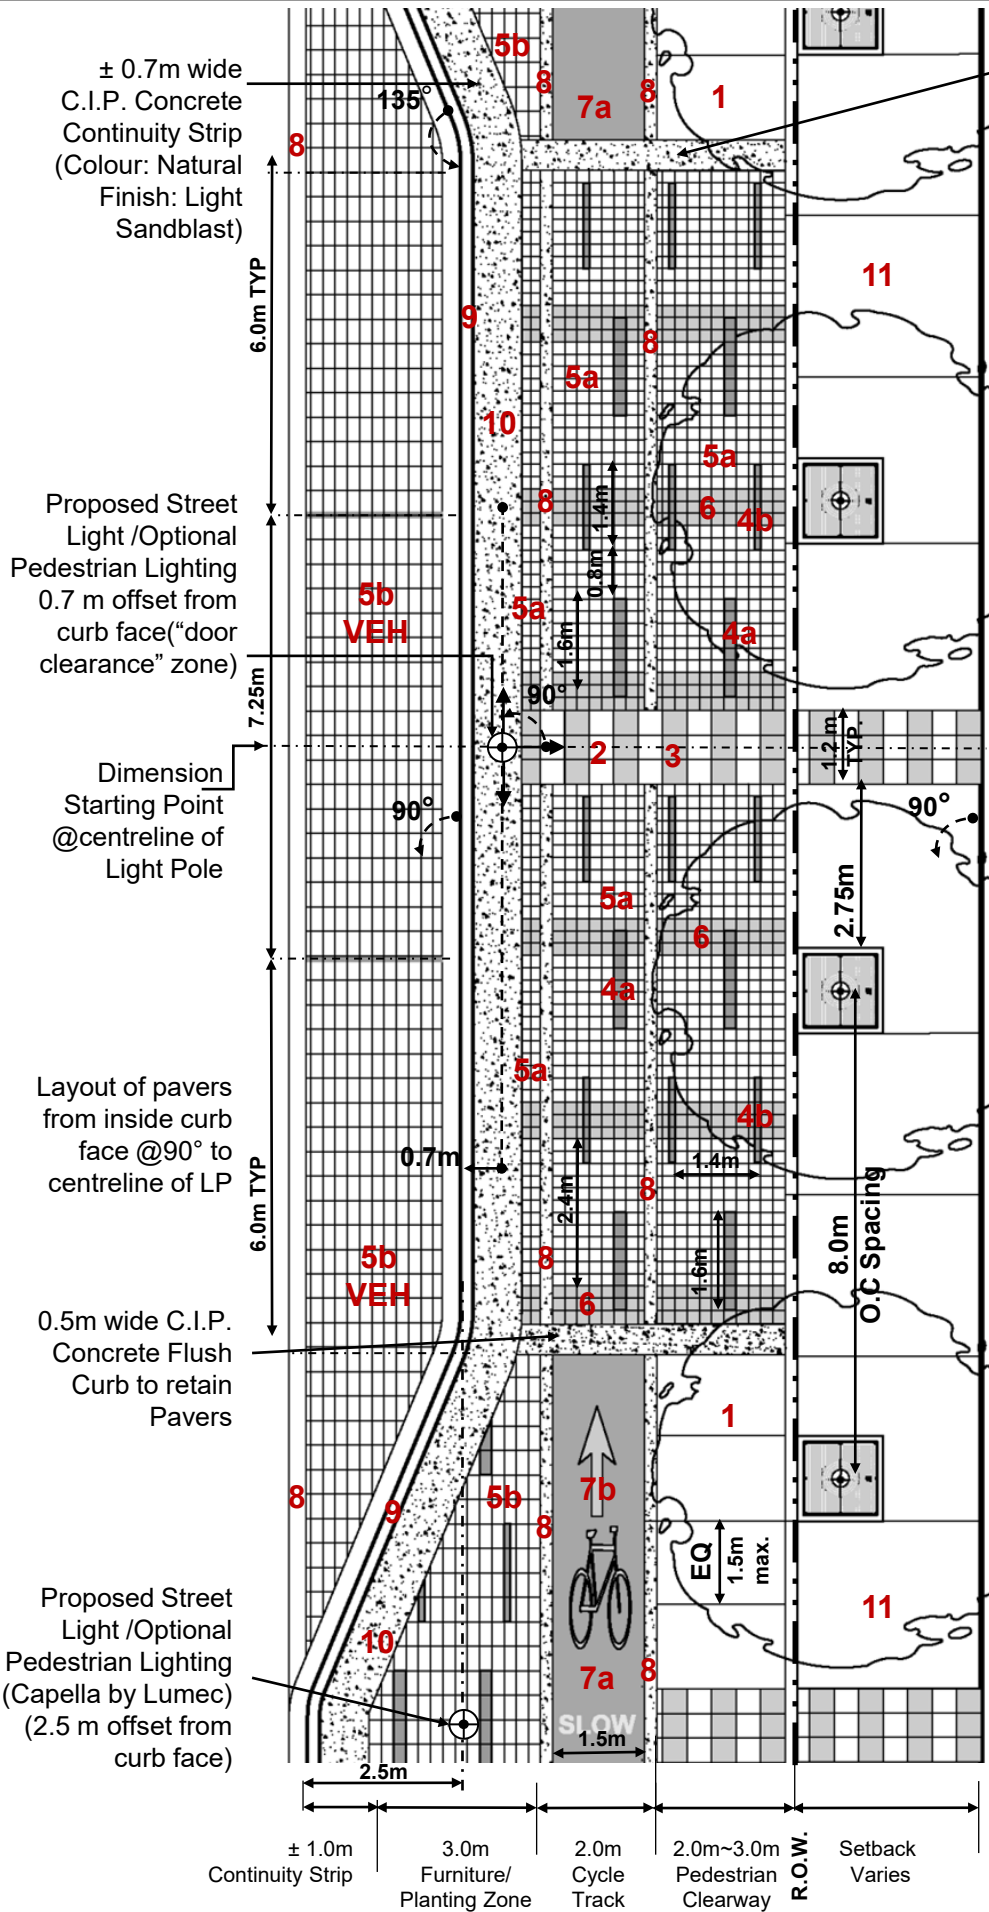 ± 0.7m wide
C.I.P. Concrete
Continuity Strip
(Colour: Natural
Finish: Light
Sandblast)
5b
8
7a
8
1
135°
8
6.0m TYP
9
8
11
5a
10
5a
8
1.4m
6
4b
Proposed Street
Light /Optional
Pedestrian Lighting
0.7 m offset from
curb face(“door
clearance” zone)
0.8m
5b
VEH
5a
1.6m
4a
7.25m
90°
2
3
1.2 m
TYP.
Dimension
Starting Point
@centreline of
Light Pole
90°
90°
5a
2.75m
6
4a
5a
Layout of pavers
from inside curb
face @90° to
centreline of LP
4b
0.7m
1.4m
2.4m
8
6.0m TYP
8.0m
O.C Spacing
5b
VEH
8
1.6m
6
0.5m wide C.I.P.
Concrete Flush
Curb to retain
Pavers
1
8
9
5b
7b
8
EQ
1.5m
max.
11
Proposed Street
Light /Optional
Pedestrian Lighting
(Capella by Lumec)
(2.5 m offset from
curb face)
10
7a
8
SLOW
1.5m
2.5m
± 1.0m
Continuity Strip
3.0m
Furniture/
Planting Zone
2.0m
Cycle
Track
2.0m~3.0m
Pedestrian
Clearway
R.O.W.
Setback
Varies